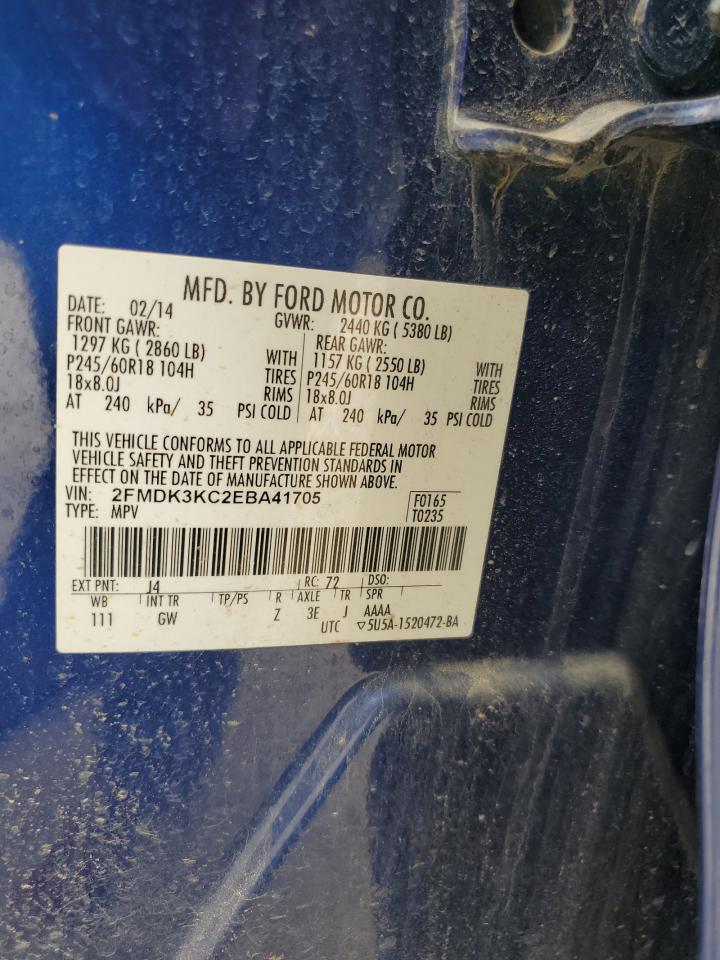 MFD. BY FORD MOTOR CO.
DATE: 02/14 GVWR: 2440 KG ( 5380 LB)
FRONT GAWR: REAR GAWR:
1297 KG ( 2860 LB) WITH 1157 KG ( 2550 LB) WITH
P245/60R18 104H TIRES P245/60R18 104H TIRES
18x8.0J RIMS 18x8.0J RIMS
AT 240 kPa/ 35 PSI COLD AT 240 kPa/ 35 PSI COLD
THIS VEHICLE CONFORMS TO ALL APPLICABLE FEDERAL MOTOR
VEHICLE SAFETY AND THEFT PREVENTION STANDARDS IN
EFFECT ON THE DATE OF MANUFACTURE SHOWN ABOVE.
VIN: 2FMDK3KC2EBA41705 F0165
TYPE: MPV T0235
EXT PNT: J4 RC: 72 DSO:
WB INT TR TP/PS R AXLE TR SPR
111 GW Z 3E J AAAA
UTC ▽5U5A-1520472-BA